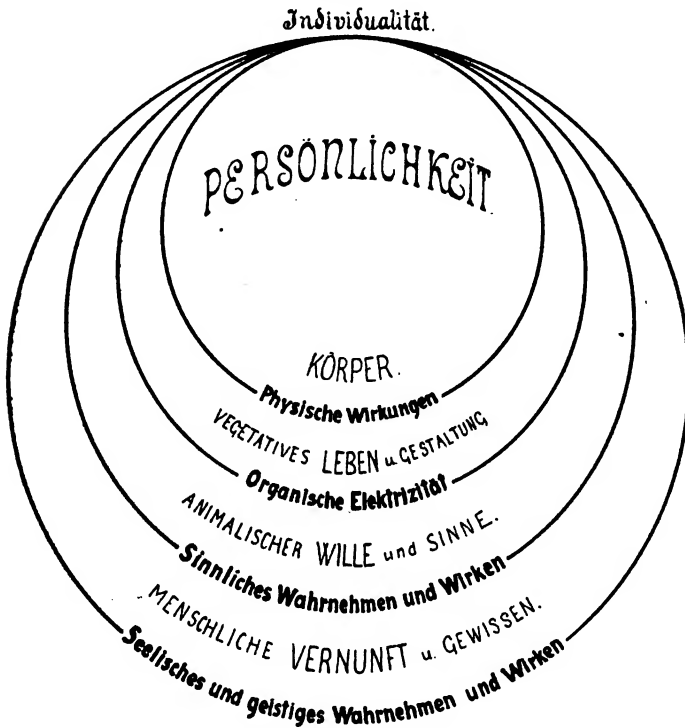 Individualität.
PERSÖNLICHKEIT
KÖRPER.
Physische Wirkungen
VEGETATIVES LEBEN u. GESTALTUNG
Organische Elektrizität
ANIMALISCHER WILLE und SINNE.
Sinnliches Wahrnehmen und Wirken
MENSCHLICHE VERNUNFT u. GEWISSEN.
Seelisches und geistiges Wahrnehmen und Wirken